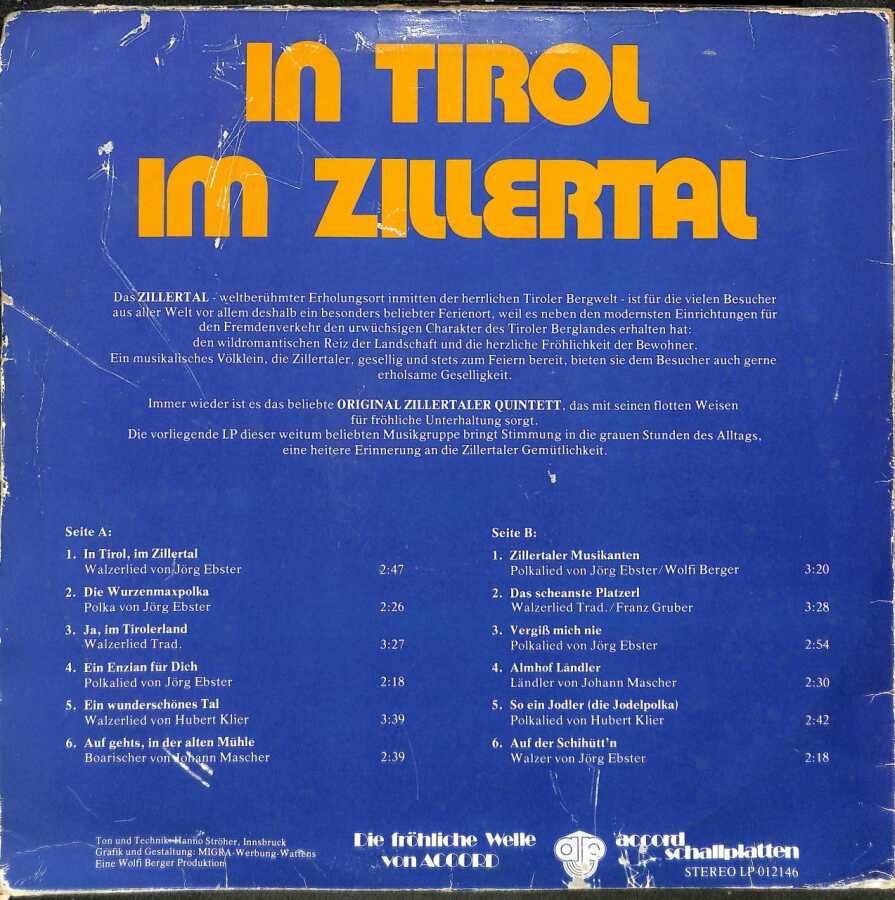 IN TIROL
IM ZILLERTAL
Das ZILLERTAL - weltberühmter Erholungsort inmitten der herrlichen Tiroler Bergwelt - ist für die vielen Besucher
aus aller Welt vor allem deshalb ein besonders beliebter Ferienort, weil es neben den modernsten Einrichtungen für
den Fremdenverkehr den urwüchsigen Charakter des Tiroler Berglandes erhalten hat:
den wildromantischen Reiz der Landschaft und die herzliche Fröhlichkeit der Bewohner.
Ein musikalisches Völklein, die Zillertaler, gesellig und stets zum Feiern bereit, bieten sie dem Besucher auch gerne
erholsame Geselligkeit.
Immer wieder ist es das beliebte ORIGINAL ZILLERTALER QUINTETT, das mit seinen flotten Weisen
für fröhliche Unterhaltung sorgt.
Die vorliegende LP dieser weitum beliebten Musikgruppe bringt Stimmung in die grauen Stunden des Alltags,
eine heitere Erinnerung an die Zillertaler Gemütlichkeit.
Seite A:
1. In Tirol, im Zillertal
Walzerlied von Jörg Ebster 2:47
2. Die Wurzenmaxpolka
Polka von Jörg Ebster 2:26
3. Ja, im Tirolerland
Walzerlied Trad. 3:27
4. Ein Enzian für Dich
Polkalied von Jörg Ebster 2:18
5. Ein wunderschönes Tal
Walzerlied von Hubert Klier 3:39
6. Auf gehts, in der alten Mühle
Boarischer von Johann Mascher 2:39
Seite B:
1. Zillertaler Musikanten
Polkalied von Jörg Ebster/Wolfi Berger 3:20
2. Das scheanste Platzerl
Walzerlied Trad./Franz Gruber 3:28
3. Vergiß mich nie
Polkalied von Jörg Ebster 2:54
4. Almhof Ländler
Ländler von Johann Mascher 2:30
5. So ein Jodler (die Jodelpolka)
Polkalied von Hubert Klier 2:42
6. Auf der Schihütt'n
Walzer von Jörg Ebster 2:18
Ton und Technik: Hanno Ströher, Innsbruck
Grafik und Gestaltung: MIGRA-Werbung-Wattens
Eine Wolfi Berger Produktion
Die fröhliche Welle
von ACCORD
accord
schallplatten
STEREO LP 012146